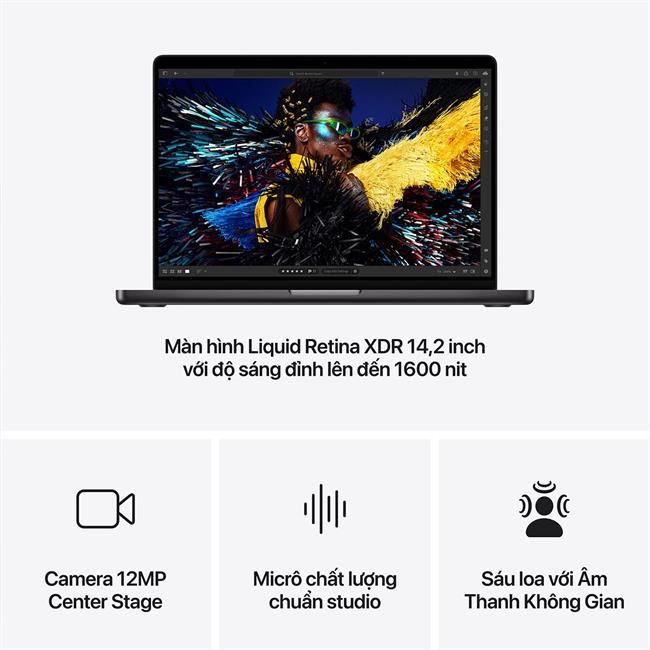 Màn hình Liquid Retina XDR 14,2 inch
với độ sáng đỉnh lên đến 1600 nit
Camera 12MP
Center Stage
Micrô chất lượng
chuẩn studio
Sáu loa với Âm
Thanh Không Gian